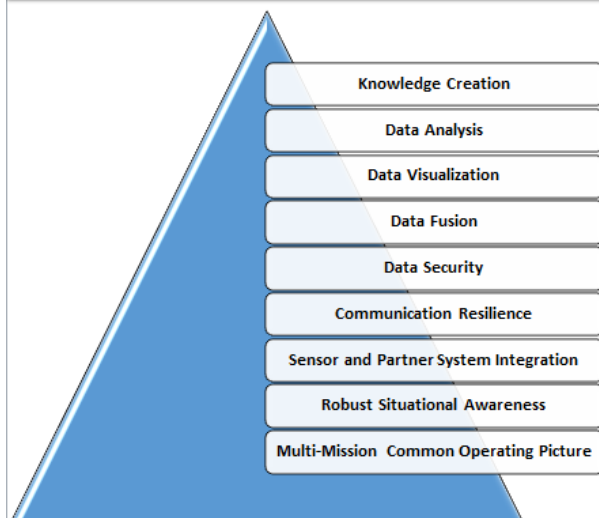 Knowledge Creation
Data Analysis
Data Visualization
Data Fusion
Data Security
Communication Resilience
Sensor and Partner System Integration
Robust Situational Awareness
Multi-Mission Common Operating Picture